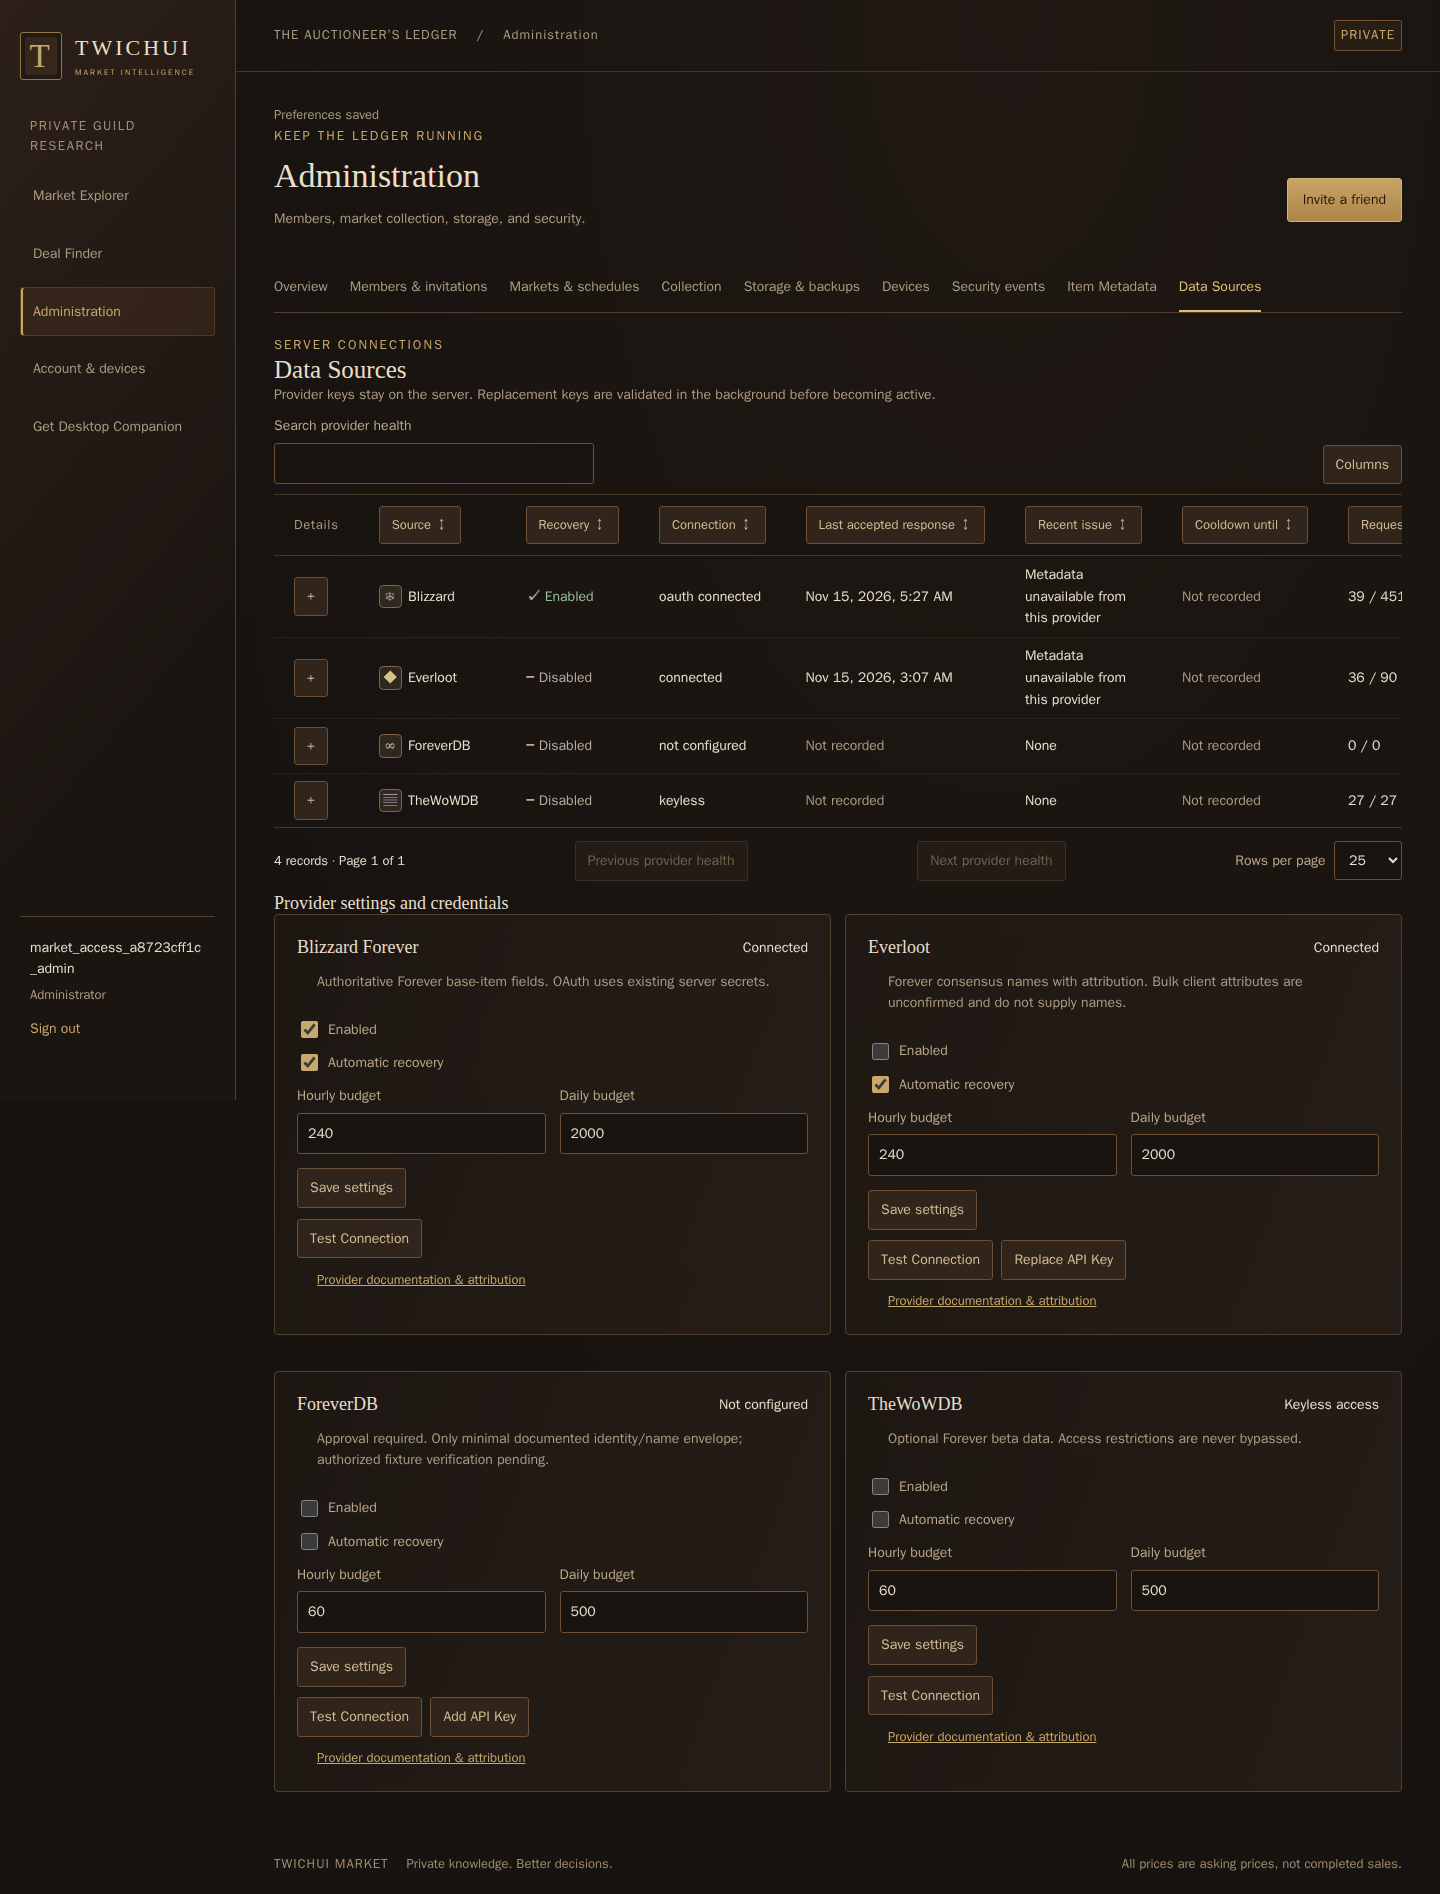 T TWICHUI
MARKET INTELLIGENCE
PRIVATE GUILD
RESEARCH
Market Explorer
Deal Finder
Administration
Account & devices
Get Desktop Companion
market_access_a8723cff1c
_admin
Administrator
Sign out
THE AUCTIONEER'S LEDGER / Administration
PRIVATE
Preferences saved
KEEP THE LEDGER RUNNING
Administration
Members, market collection, storage, and security.
Invite a friend
Overview Members & invitations Markets & schedules Collection Storage & backups Devices Security events Item Metadata Data Sources
SERVER CONNECTIONS
Data Sources
Provider keys stay on the server. Replacement keys are validated in the background before becoming active.
Search provider health
Columns
Details Source ↕ Recovery ↕ Connection ↕ Last accepted response ↕ Recent issue ↕ Cooldown until ↕ Reques
+ Blizzard ✓ Enabled oauth connected Nov 15, 2026, 5:27 AM Metadata unavailable from this provider Not recorded 39 / 451
+ Everloot – Disabled connected Nov 15, 2026, 3:07 AM Metadata unavailable from this provider Not recorded 36 / 90
+ ∞ ForeverDB – Disabled not configured Not recorded None Not recorded 0 / 0
+ TheWoWDB – Disabled keyless Not recorded None Not recorded 27 / 27
4 records · Page 1 of 1 Previous provider health Next provider health Rows per page 25
Provider settings and credentials
Blizzard Forever Connected
Authoritative Forever base-item fields. OAuth uses existing server secrets.
Enabled
Automatic recovery
Hourly budget Daily budget
240 2000
Save settings
Test Connection
Provider documentation & attribution
Everloot Connected
Forever consensus names with attribution. Bulk client attributes are
unconfirmed and do not supply names.
Enabled
Automatic recovery
Hourly budget Daily budget
240 2000
Save settings
Test Connection Replace API Key
Provider documentation & attribution
ForeverDB Not configured
Approval required. Only minimal documented identity/name envelope;
authorized fixture verification pending.
Enabled
Automatic recovery
Hourly budget Daily budget
60 500
Save settings
Test Connection Add API Key
Provider documentation & attribution
TheWoWDB Keyless access
Optional Forever beta data. Access restrictions are never bypassed.
Enabled
Automatic recovery
Hourly budget Daily budget
60 500
Save settings
Test Connection
Provider documentation & attribution
TWICHUI MARKET Private knowledge. Better decisions.
All prices are asking prices, not completed sales.